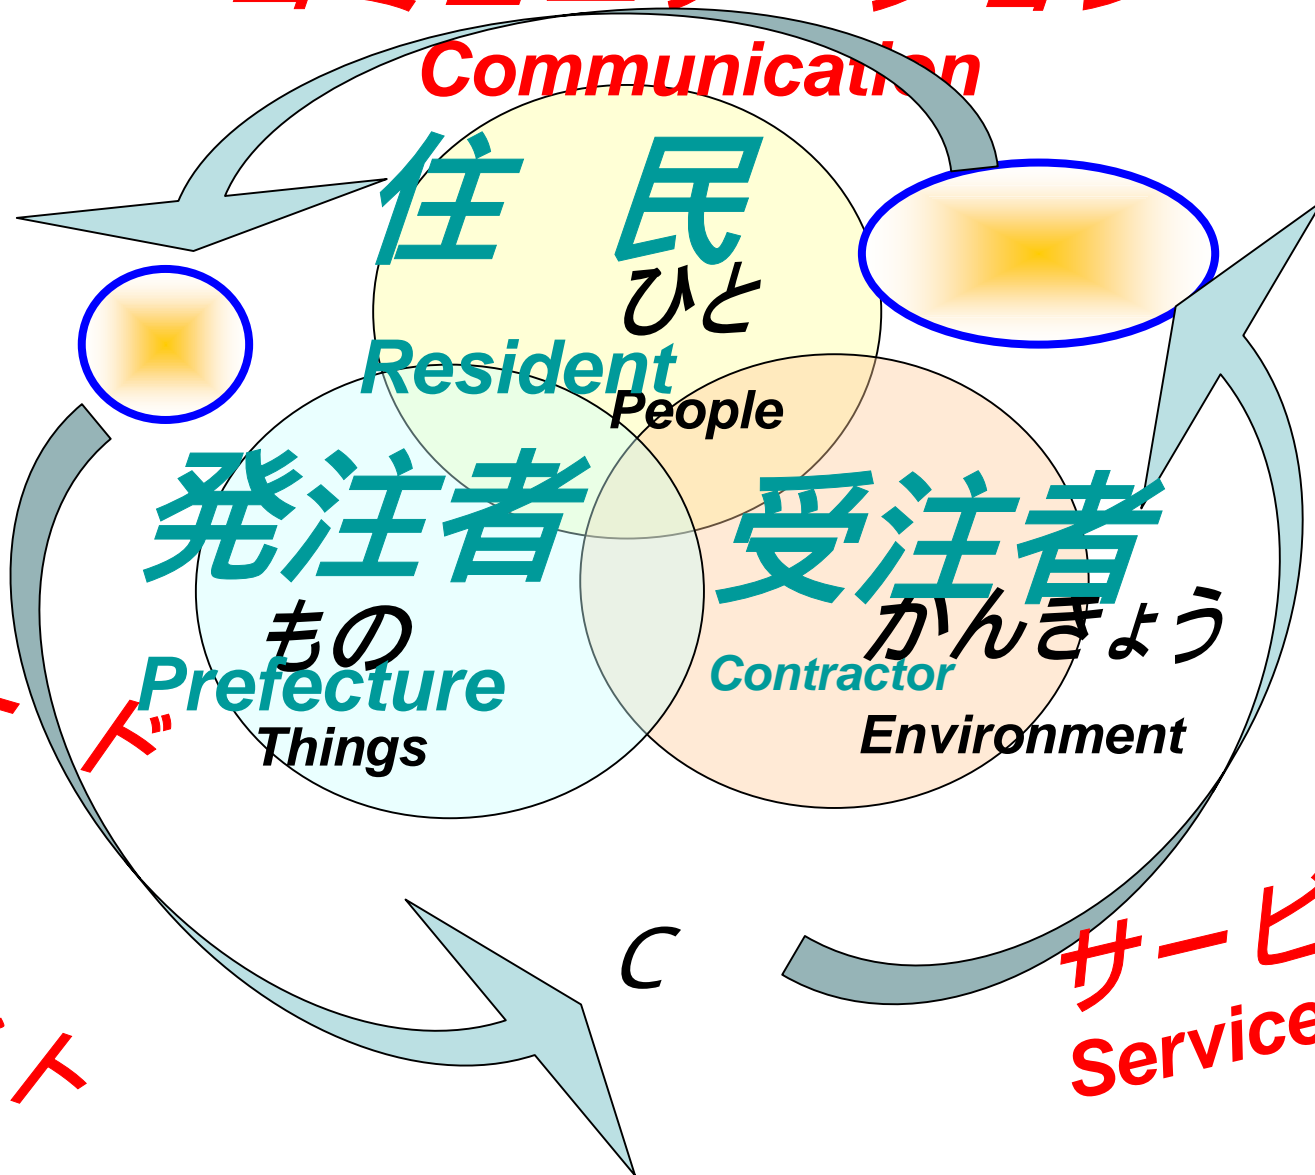 Communication
住 民
ひと
Resident
People
発注者
受注者
もの
かんきょう
Prefecture
Contractor
Things
Environment
ド
C
サービ
Service
ト